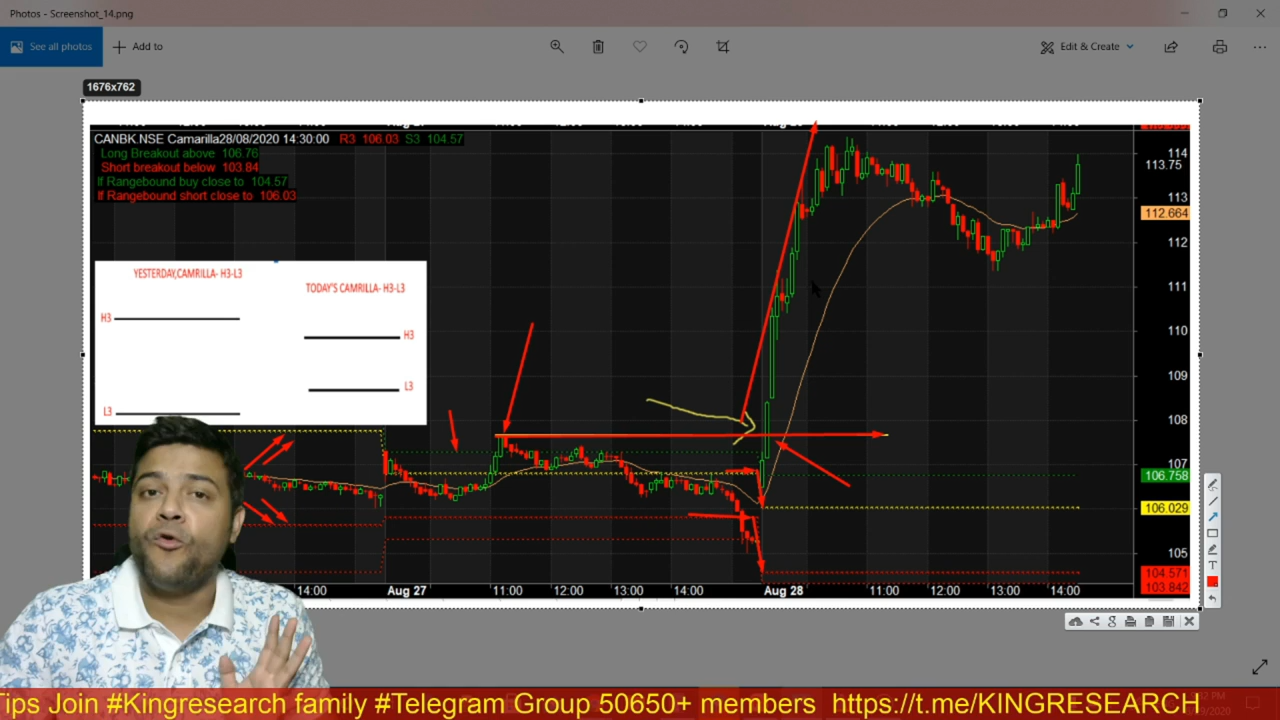 Photos - Screenshot_14.png
See all photos
Add to
Edit & Create
1676x762
CANBK.NSE Camarilla28/08/2020 14:30:00 R3 106.03 S3 104.57
Long Breakout above 106.76
Short breakout below 103.84
If Rangebound buy close to 104.57
If Rangebound short close to 106.03
114
113.75
113
112.664
112
111
110
109
108
107
106.758
106.029
105
104.571
103.842
YESTERDAY,CAMRILLA- H3-L3
TODAY'S CAMRILLA- H3-L3
H3
H3
L3
L3
14:00 Aug 27 11:00 12:00 13:00 14:00 Aug 28 11:00 12:00 13:00 14:00
Tips Join #Kingresearch family #Telegram Group 50650+ members https://t.me/KINGRESEARCH